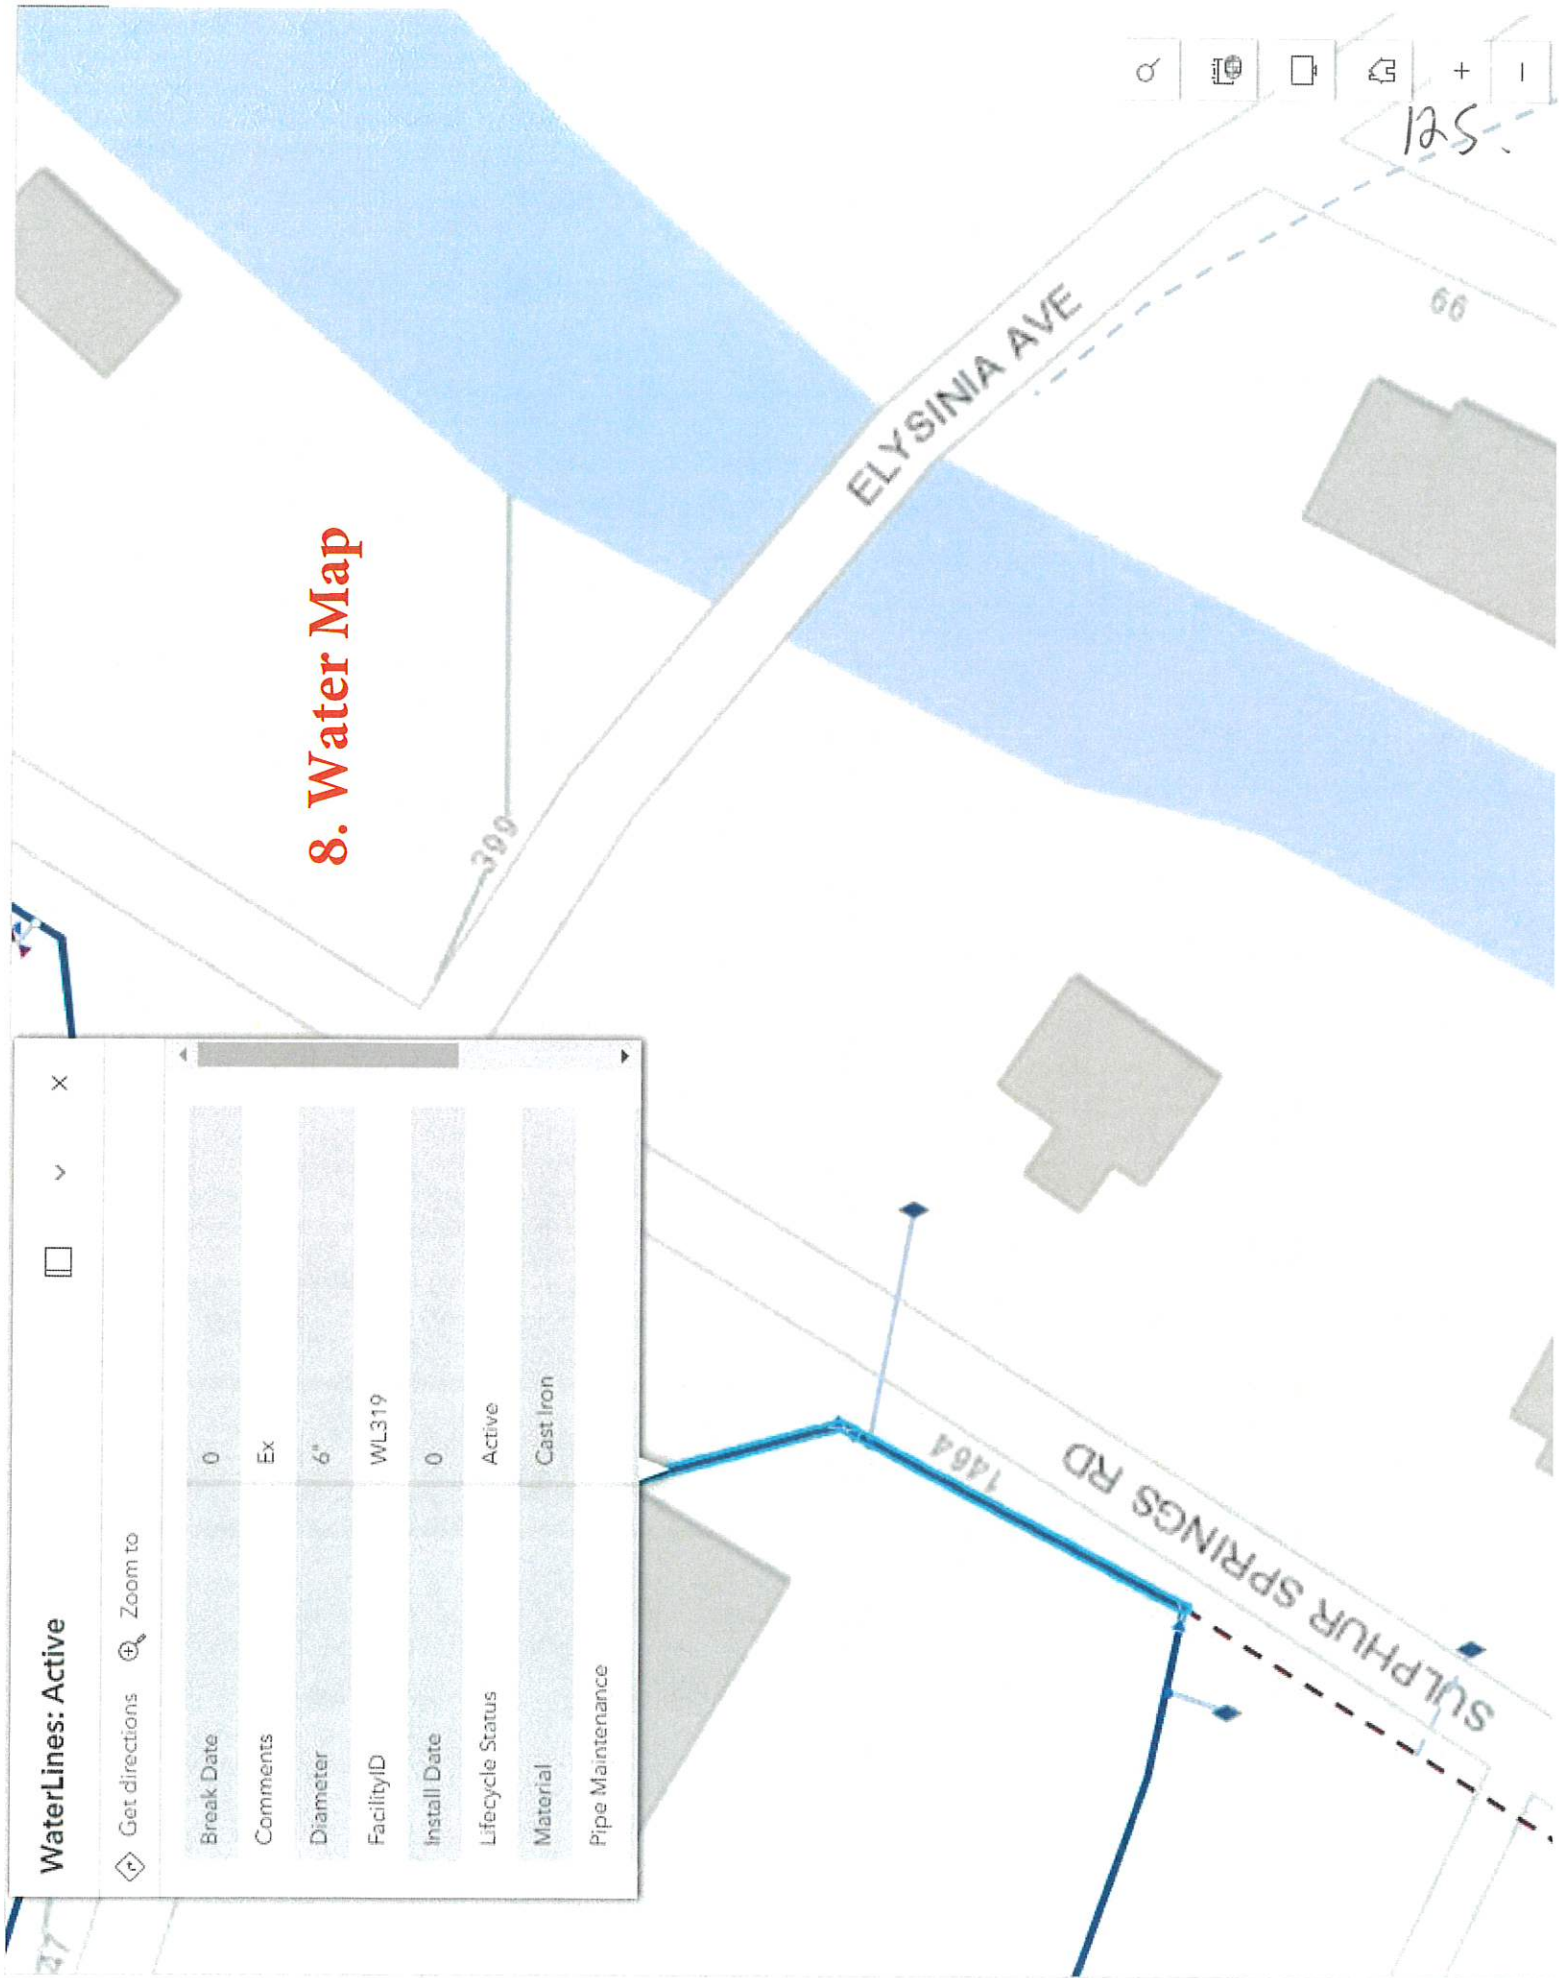 WaterLines: Active
Get directions Zoom to
Break Date 0
Comments Ex
Diameter 6"
FacilityID WL319
Install Date 0
Lifecycle Status Active
Material Cast Iron
Pipe Maintenance
8. Water Map
399
ELYSINIA AVE
66
1464
SULPHUR SPRINGS RD
125.